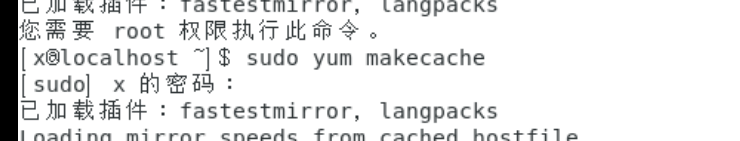 已加载插件：fastestmirror, langpacks
您需要 root 权限执行此命令。
[x@localhost ~]$ sudo yum makecache
[sudo] x 的密码：
已加载插件：fastestmirror, langpacks
Loading mirror speeds from cached hostfile